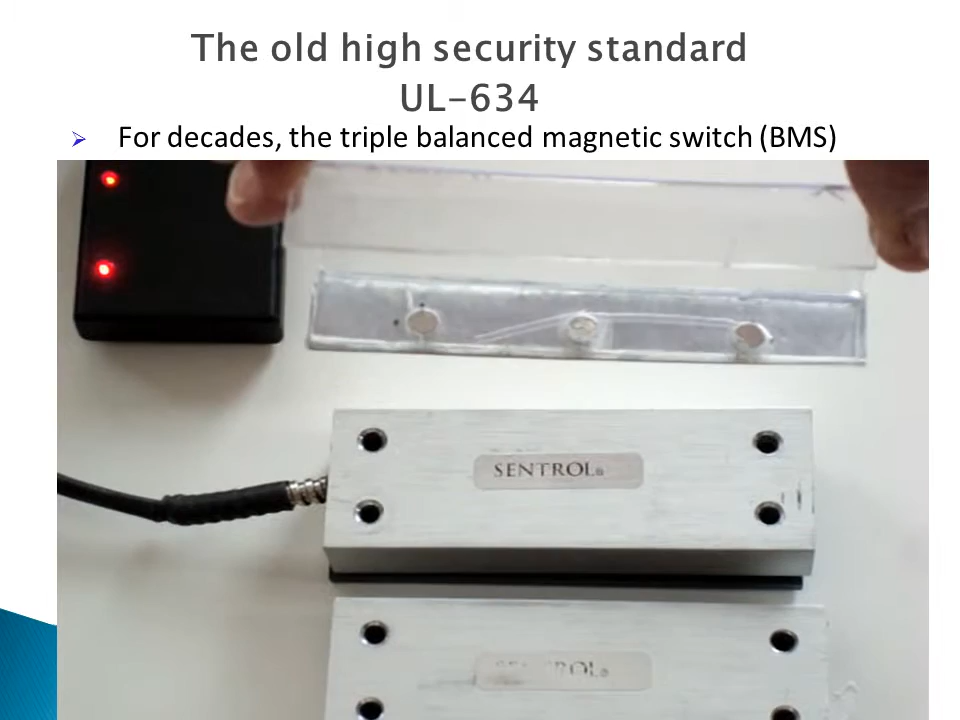 The old high security standard
UL-634
For decades, the triple balanced magnetic switch (BMS)
SENTROL®